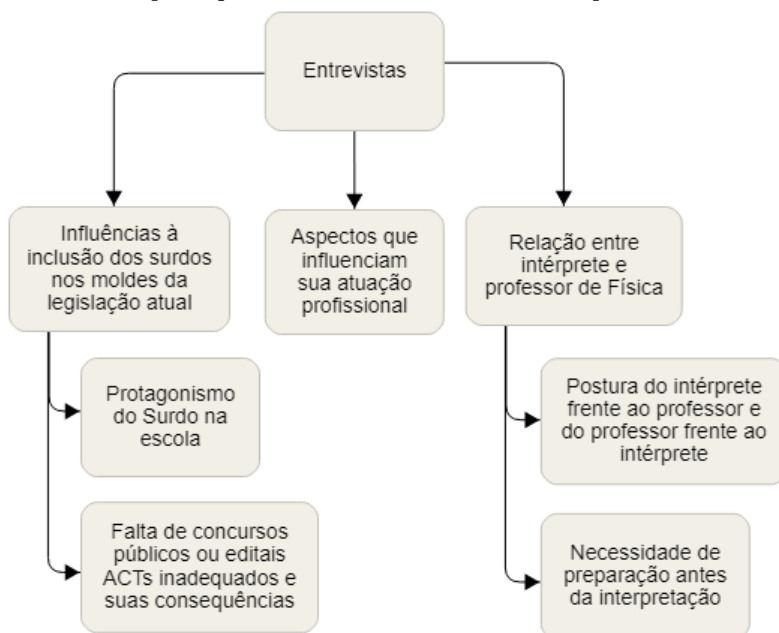 Entrevistas
Influências à
inclusão dos surdos
nos moldes da
legislação atual
Aspectos que
influenciam
sua atuação
profissional
Relação entre
intérprete e
professor de Física
Protagonismo
do Surdo na
escola
Postura do intérprete
frente ao professor e
do professor frente ao
intérprete
Falta de concursos
públicos ou editais
ACTs inadequados e
suas consequências
Necessidade de
preparação antes
da interpretação